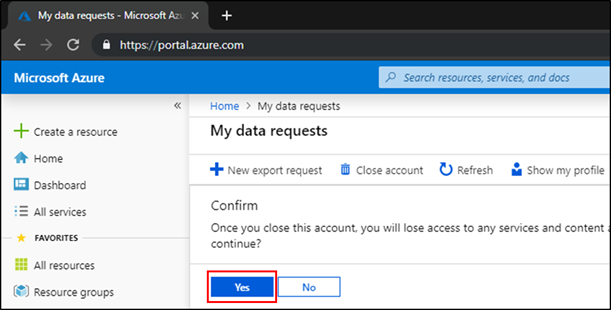 My data requests - Microsoft Azu
https://portal.azure.com
Microsoft Azure
Search resources, services, and docs
«
Create a resource
Home
Dashboard
All services
FAVORITES
All resources
Resource groups
Home > My data requests
My data requests
New export request Close account Refresh Show my profile
Confirm
Once you close this account, you will lose access to any services and content a
continue?
Yes No